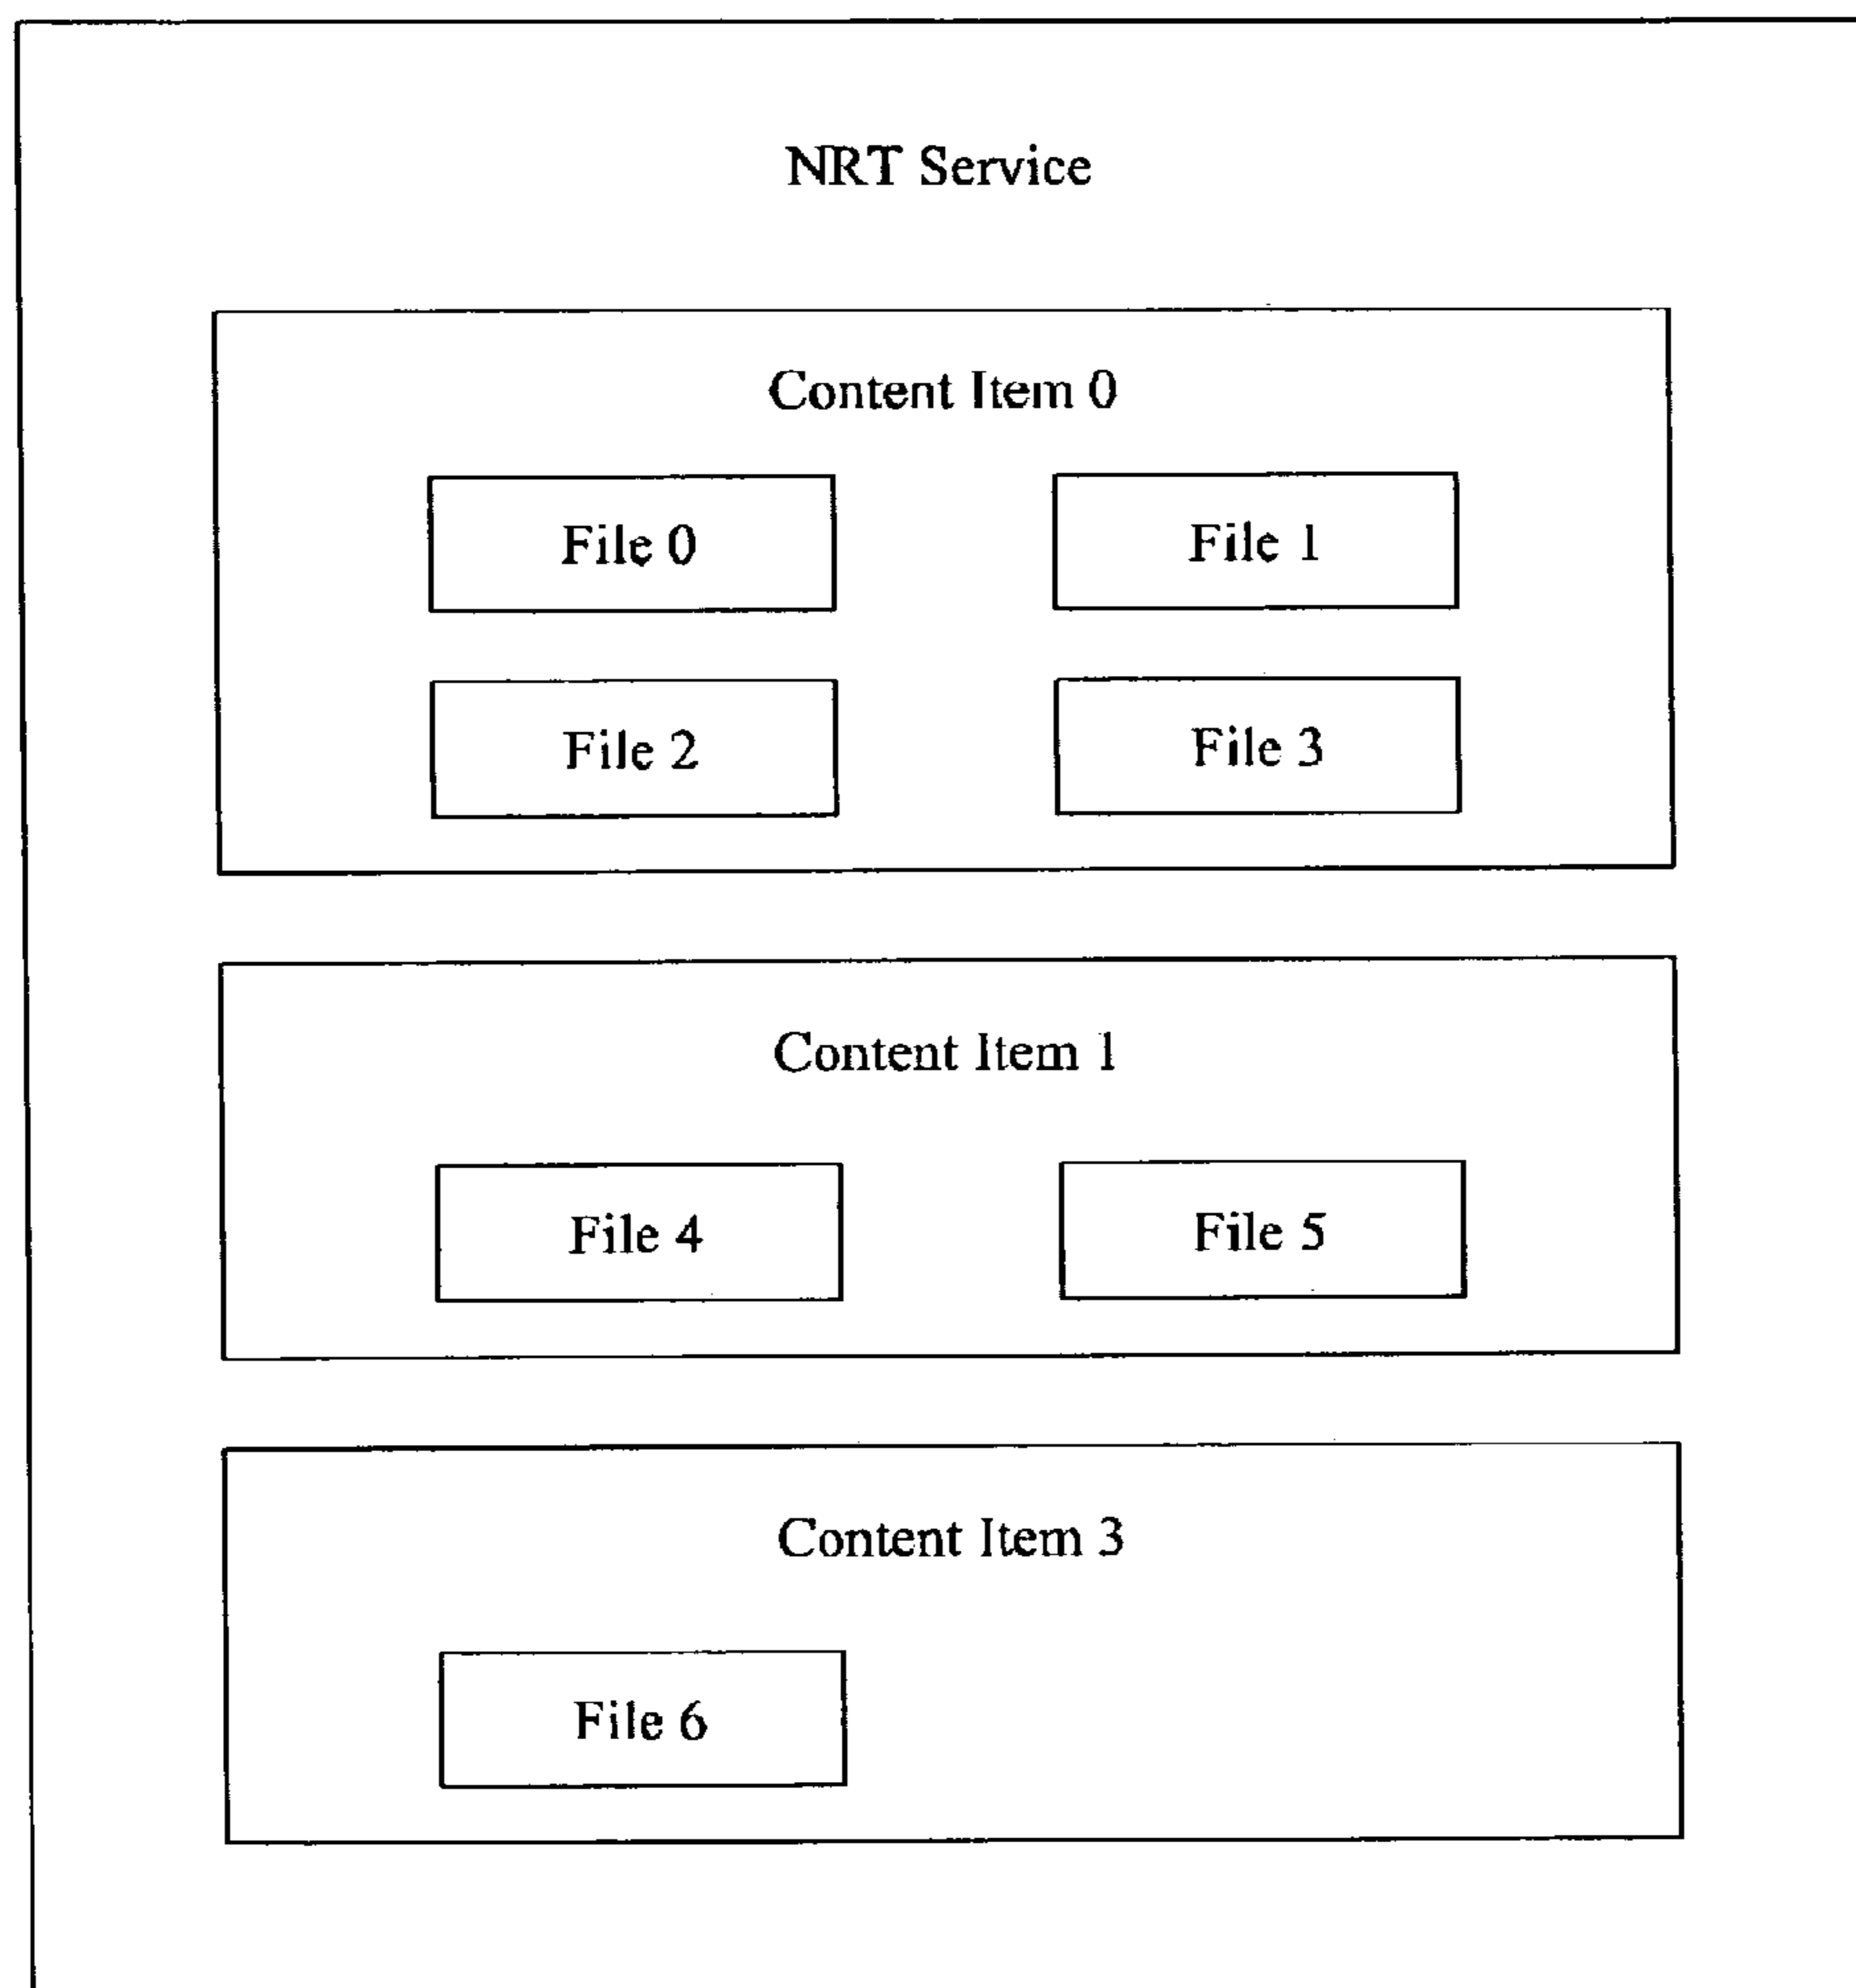 NRT Service
Content Item 0
File 0
File 1
File 2
File 3
Content Item 1
File 4
File 5
Content Item 3
File 6